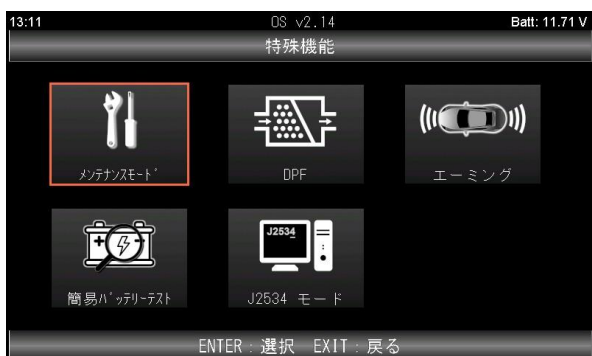 13:11 OS v2.14 Batt: 11.71 V
特殊機能
ﾒﾝﾃﾅﾝｽﾓｰﾄﾞ DPF エーミング
J2534
簡易ﾊﾞｯﾃﾘｰﾃｽﾄ J2534 モード
ENTER：選択 EXIT：戻る